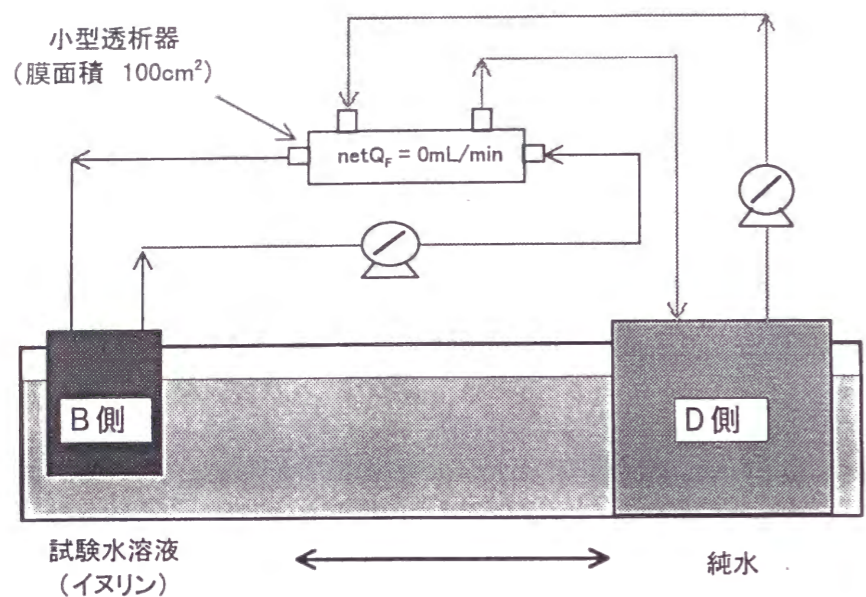 小型透析器
（膜面積　100cm²）
netQF = 0mL/min
B側
D側
試験水溶液
（イヌリン）
純水